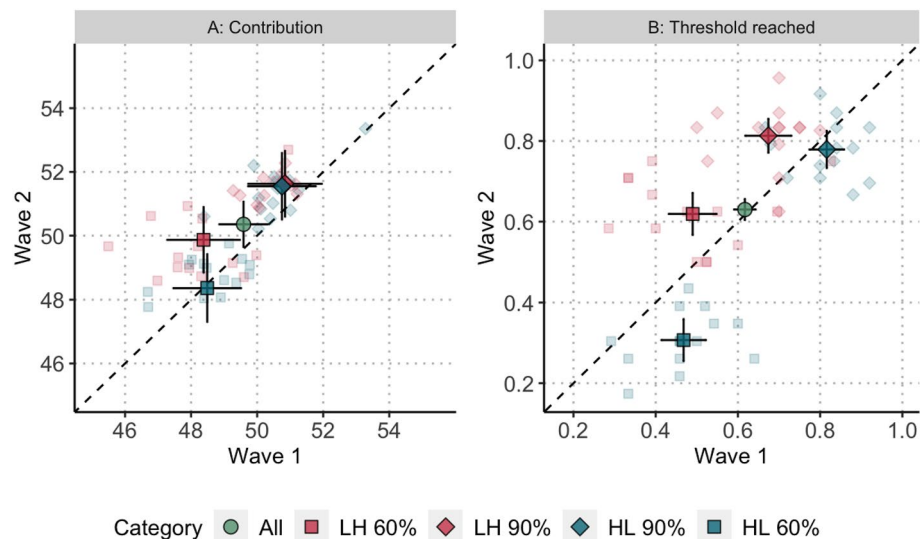 A: Contribution
B: Threshold reached
Wave 2
54
52
50
48
46
46 48 50 52 54
Wave 1
Wave 2
1.0
0.8
0.6
0.4
0.2
0.2 0.4 0.6 0.8 1.0
Wave 1
Category All LH 60% LH 90% HL 90% HL 60%